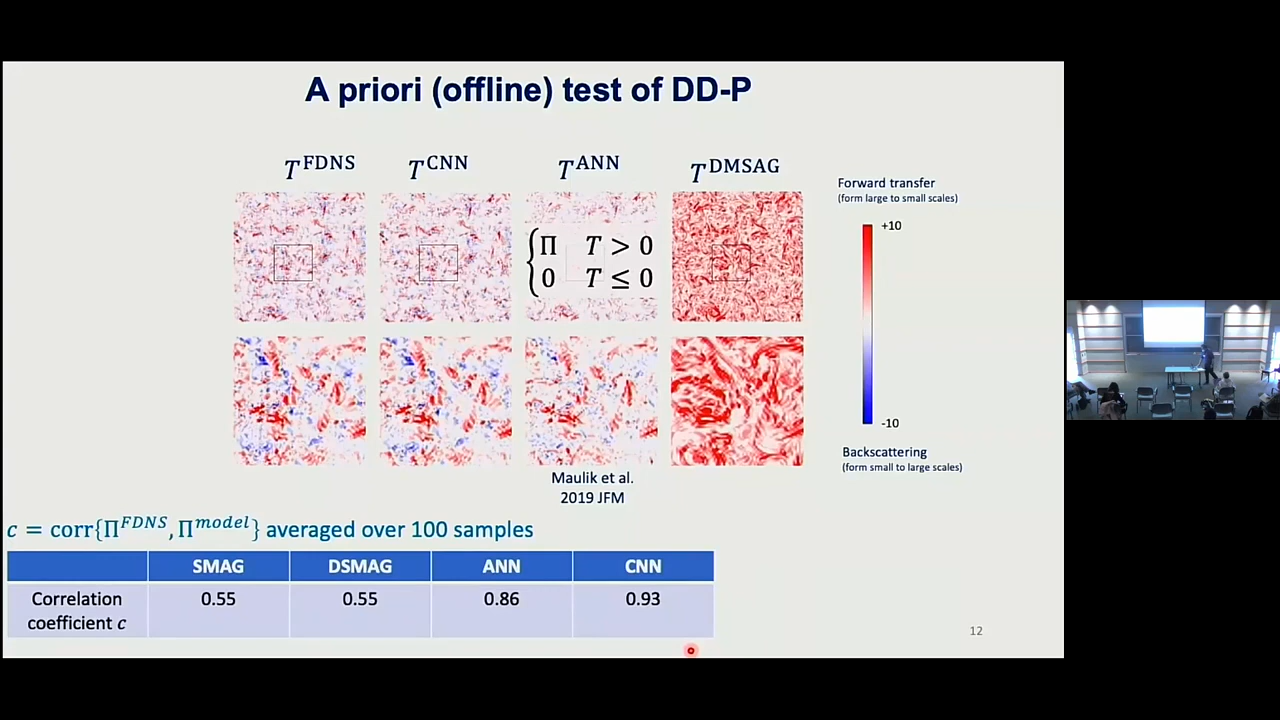 A priori (offline) test of DD-P
T^FDNS T^CNN T^ANN T^DMSAG
Forward transfer
(form large to small scales)
+10
{Π T > 0
0 T ≤ 0
-10
Backscattering
(form small to large scales)
Maulik et al.
2019 JFM
c = corr{Π^FDNS, Π^model} averaged over 100 samples
SMAG DSMAG ANN CNN
Correlation coefficient c 0.55 0.55 0.86 0.93
12